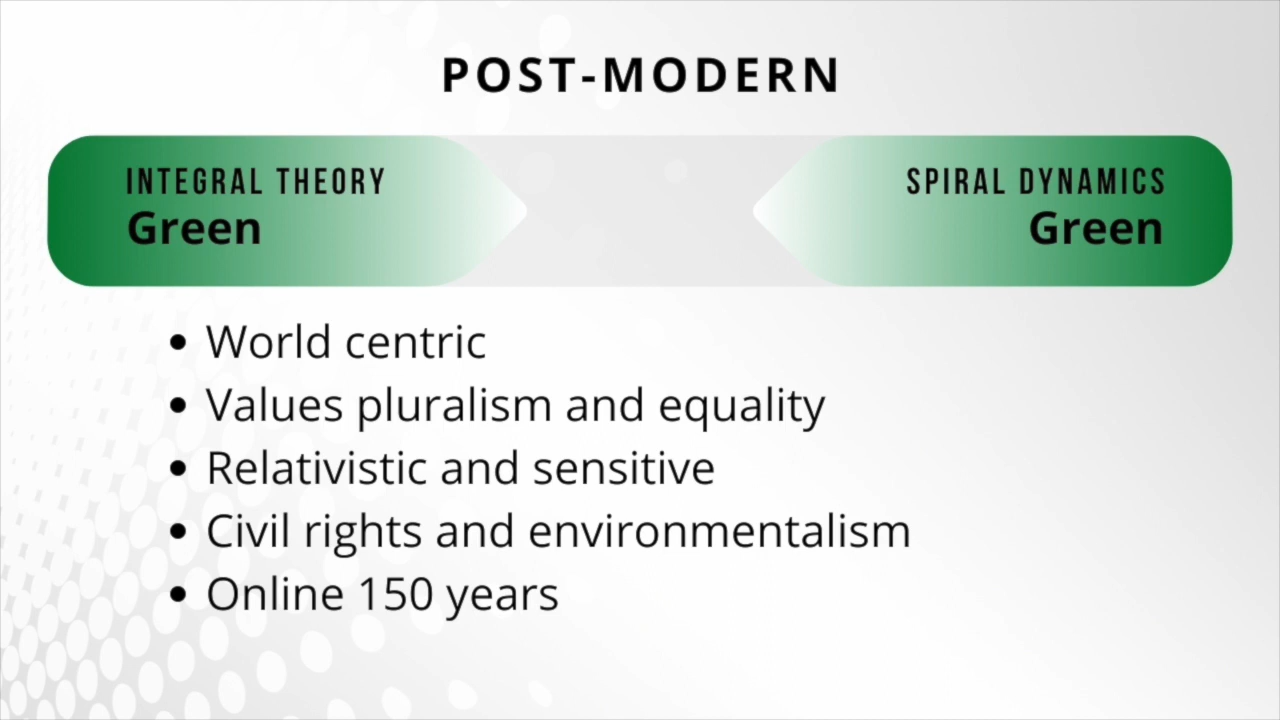 POST-MODERN
INTEGRAL THEORY
Green
SPIRAL DYNAMICS
Green
• World centric
• Values pluralism and equality
• Relativistic and sensitive
• Civil rights and environmentalism
• Online 150 years